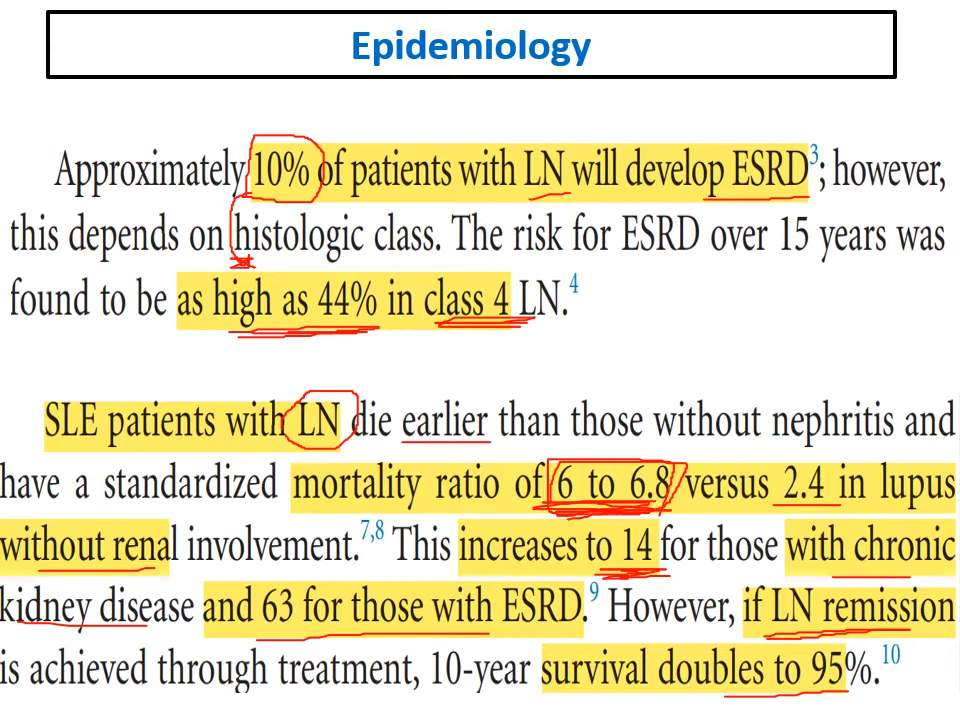 Epidemiology
Approximately 10% of patients with LN will develop ESRD³; however,
this depends on histologic class. The risk for ESRD over 15 years was
found to be as high as 44% in class 4 LN.⁴
SLE patients with LN die earlier than those without nephritis and
have a standardized mortality ratio of 6 to 6.8 versus 2.4 in lupus
without renal involvement.⁷,⁸ This increases to 14 for those with chronic
kidney disease and 63 for those with ESRD.⁹ However, if LN remission
is achieved through treatment, 10-year survival doubles to 95%.¹⁰